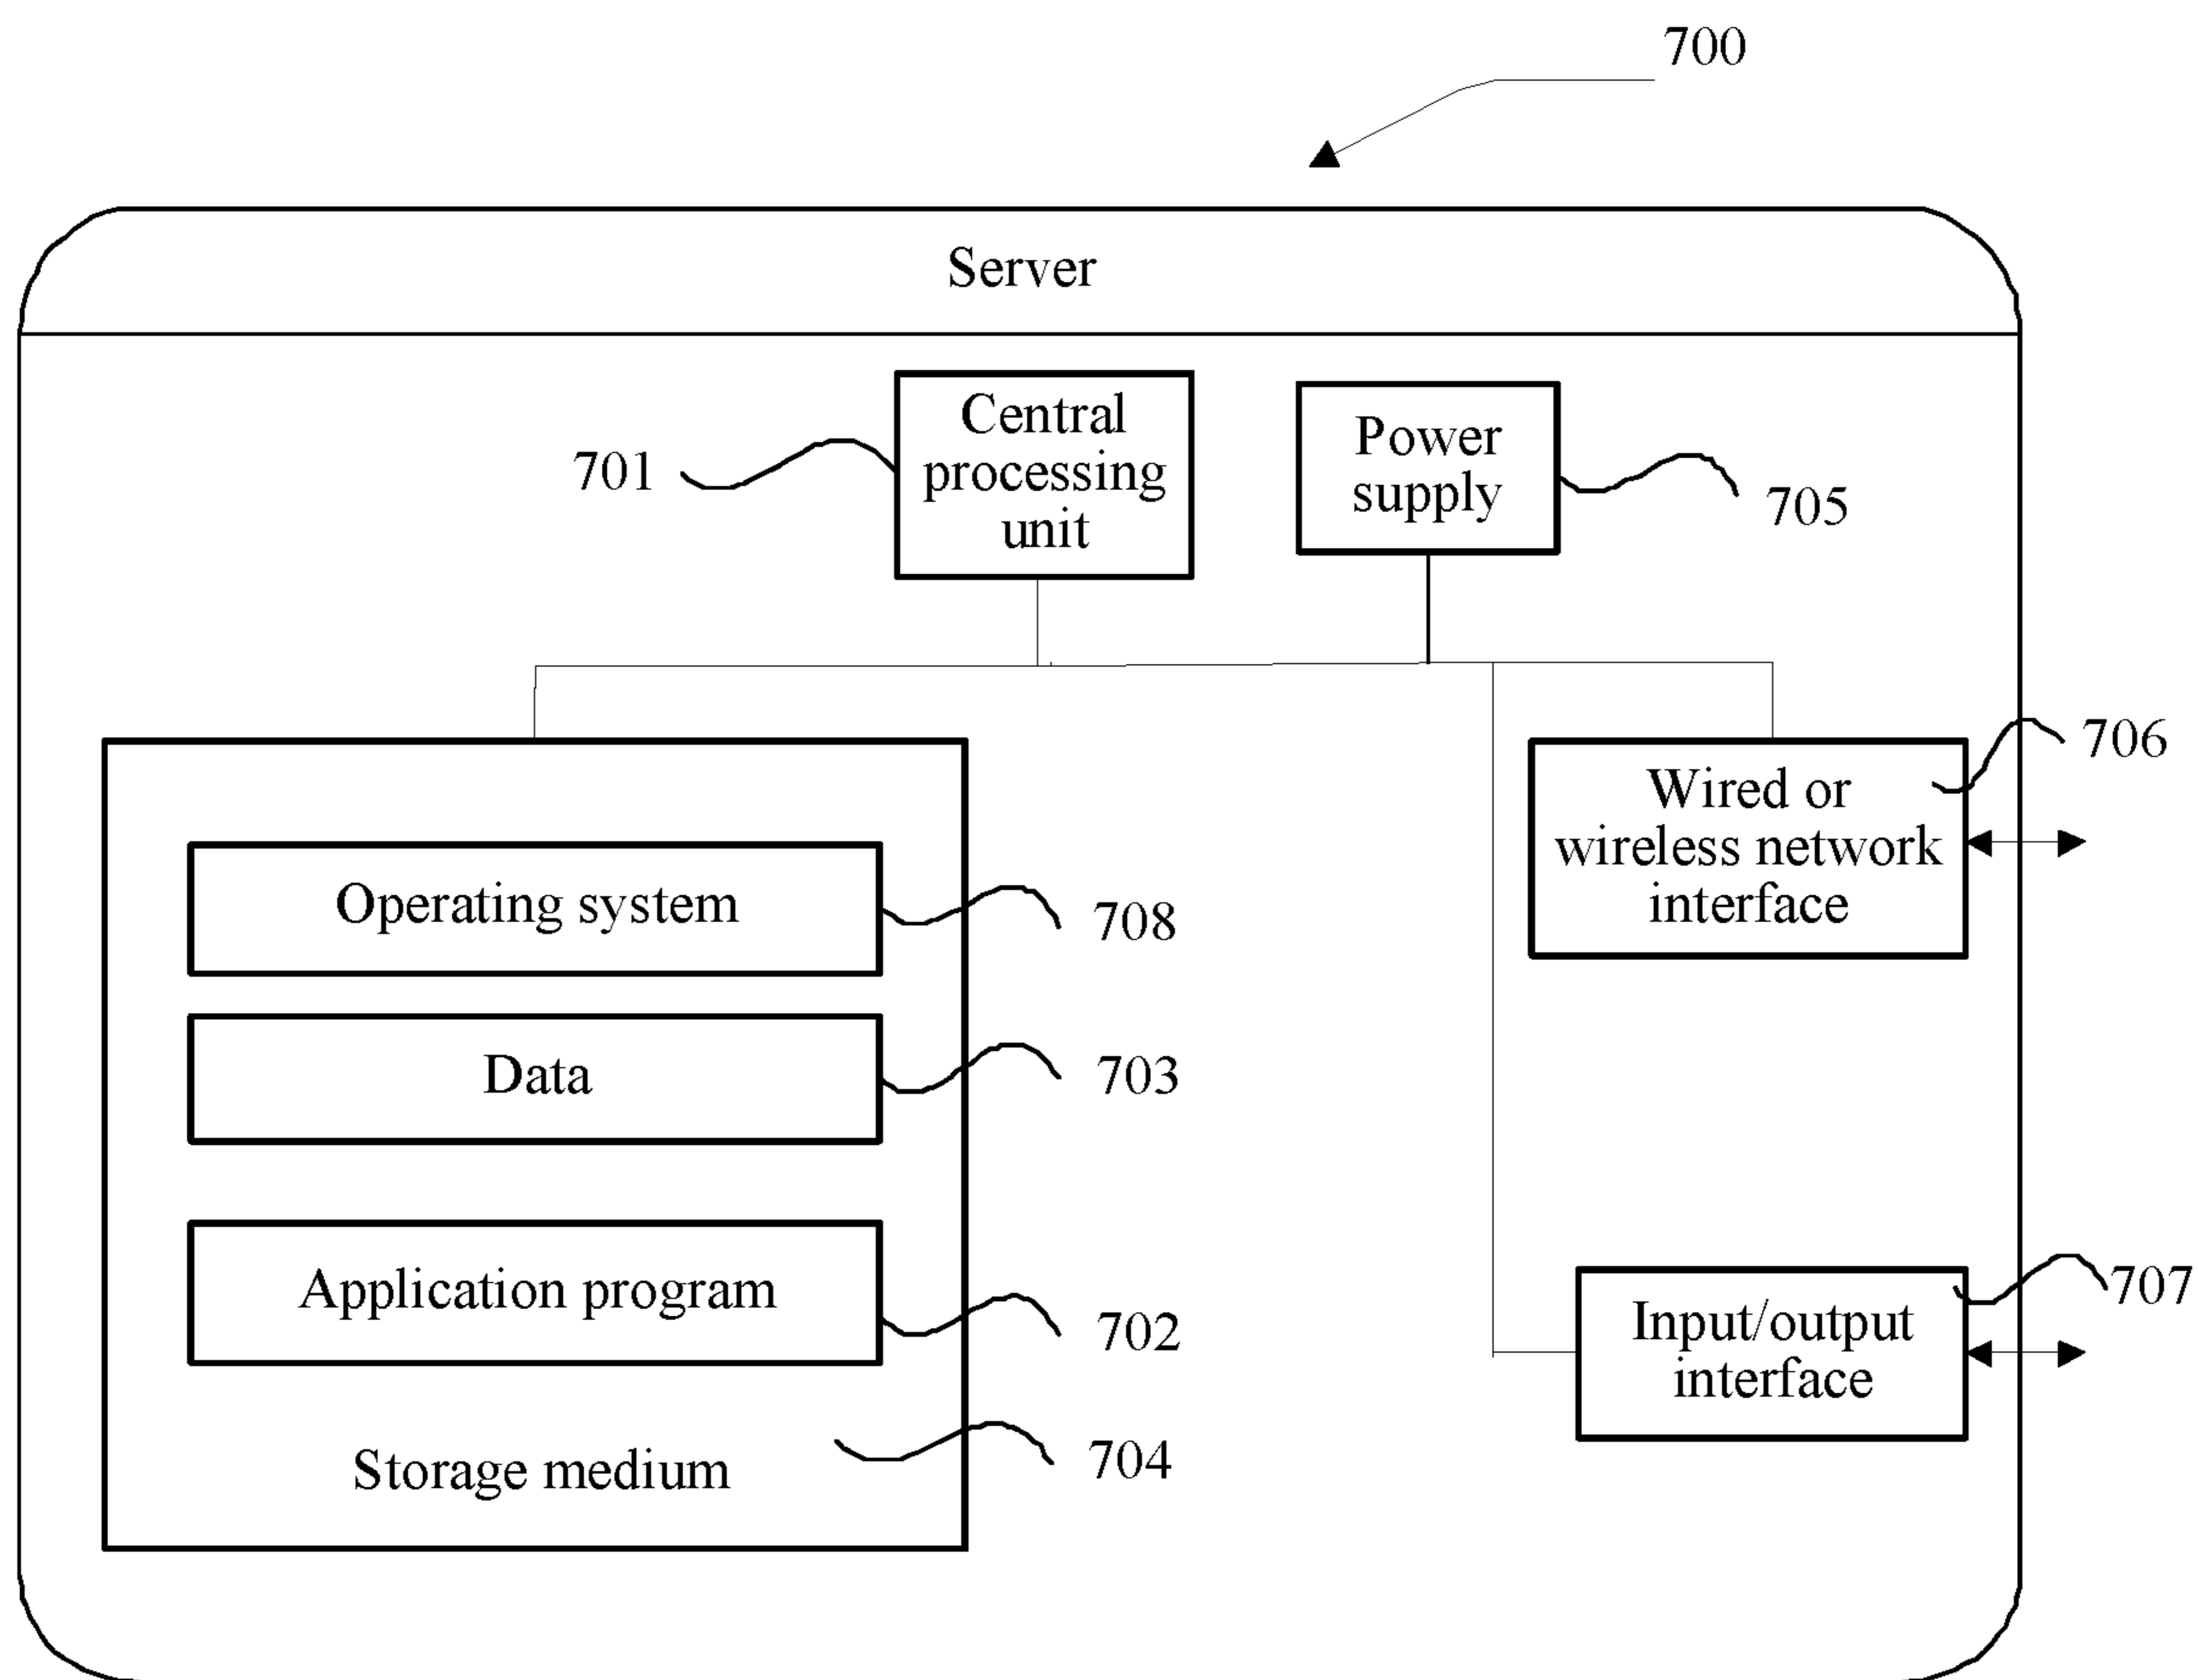 700
Server
Central
processing
unit
701
Power
supply
705
Wired or
wireless network
interface
706
Operating system
708
Data
703
Application program
702
Storage medium
704
Input/output
interface
707